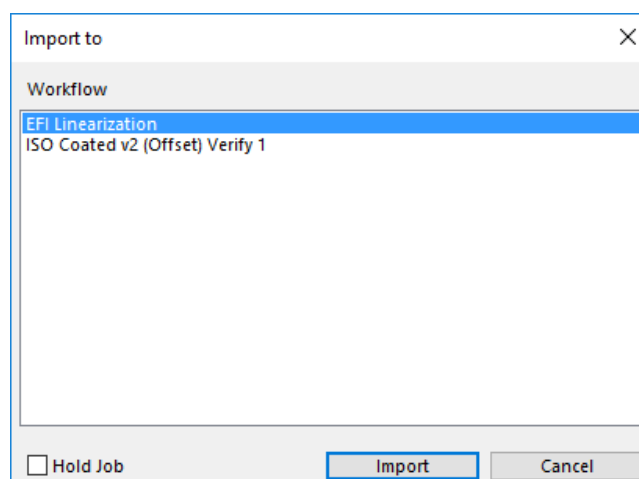 Import to
Workflow
EFI Linearization
ISO Coated v2 (Offset) Verify 1
Hold Job
Import
Cancel